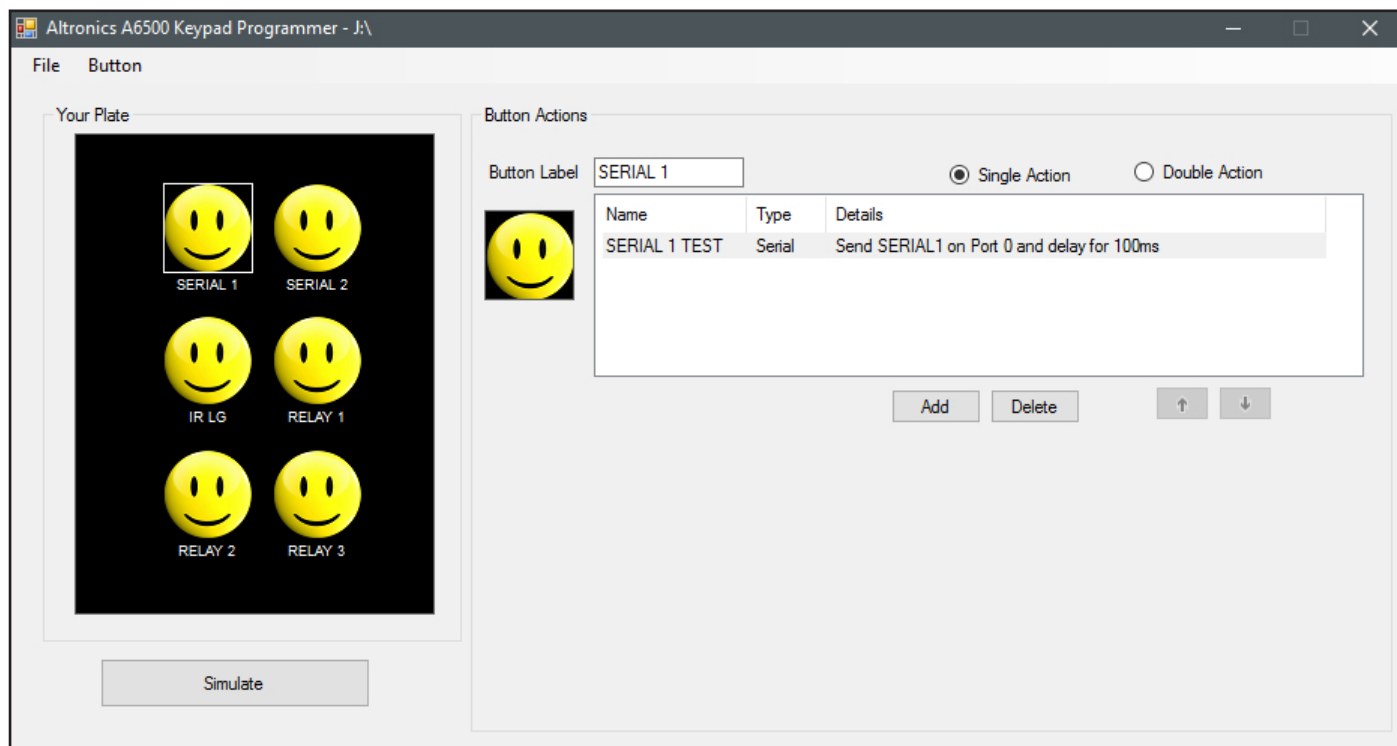 Altronics A6500 Keypad Programmer - J:\
File Button
Your Plate
SERIAL 1 SERIAL 2
IR LG RELAY 1
RELAY 2 RELAY 3
Simulate
Button Actions
Button Label SERIAL 1 Single Action Double Action
Name Type Details
SERIAL 1 TEST Serial Send SERIAL1 on Port 0 and delay for 100ms
Add Delete